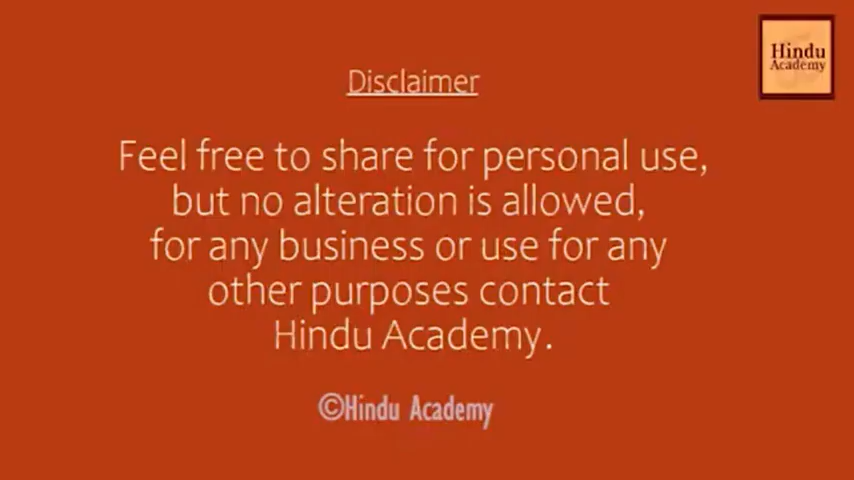 Hindu
Academy
Disclaimer
Feel free to share for personal use,
but no alteration is allowed,
for any business or use for any
other purposes contact
Hindu Academy.
©Hindu Academy